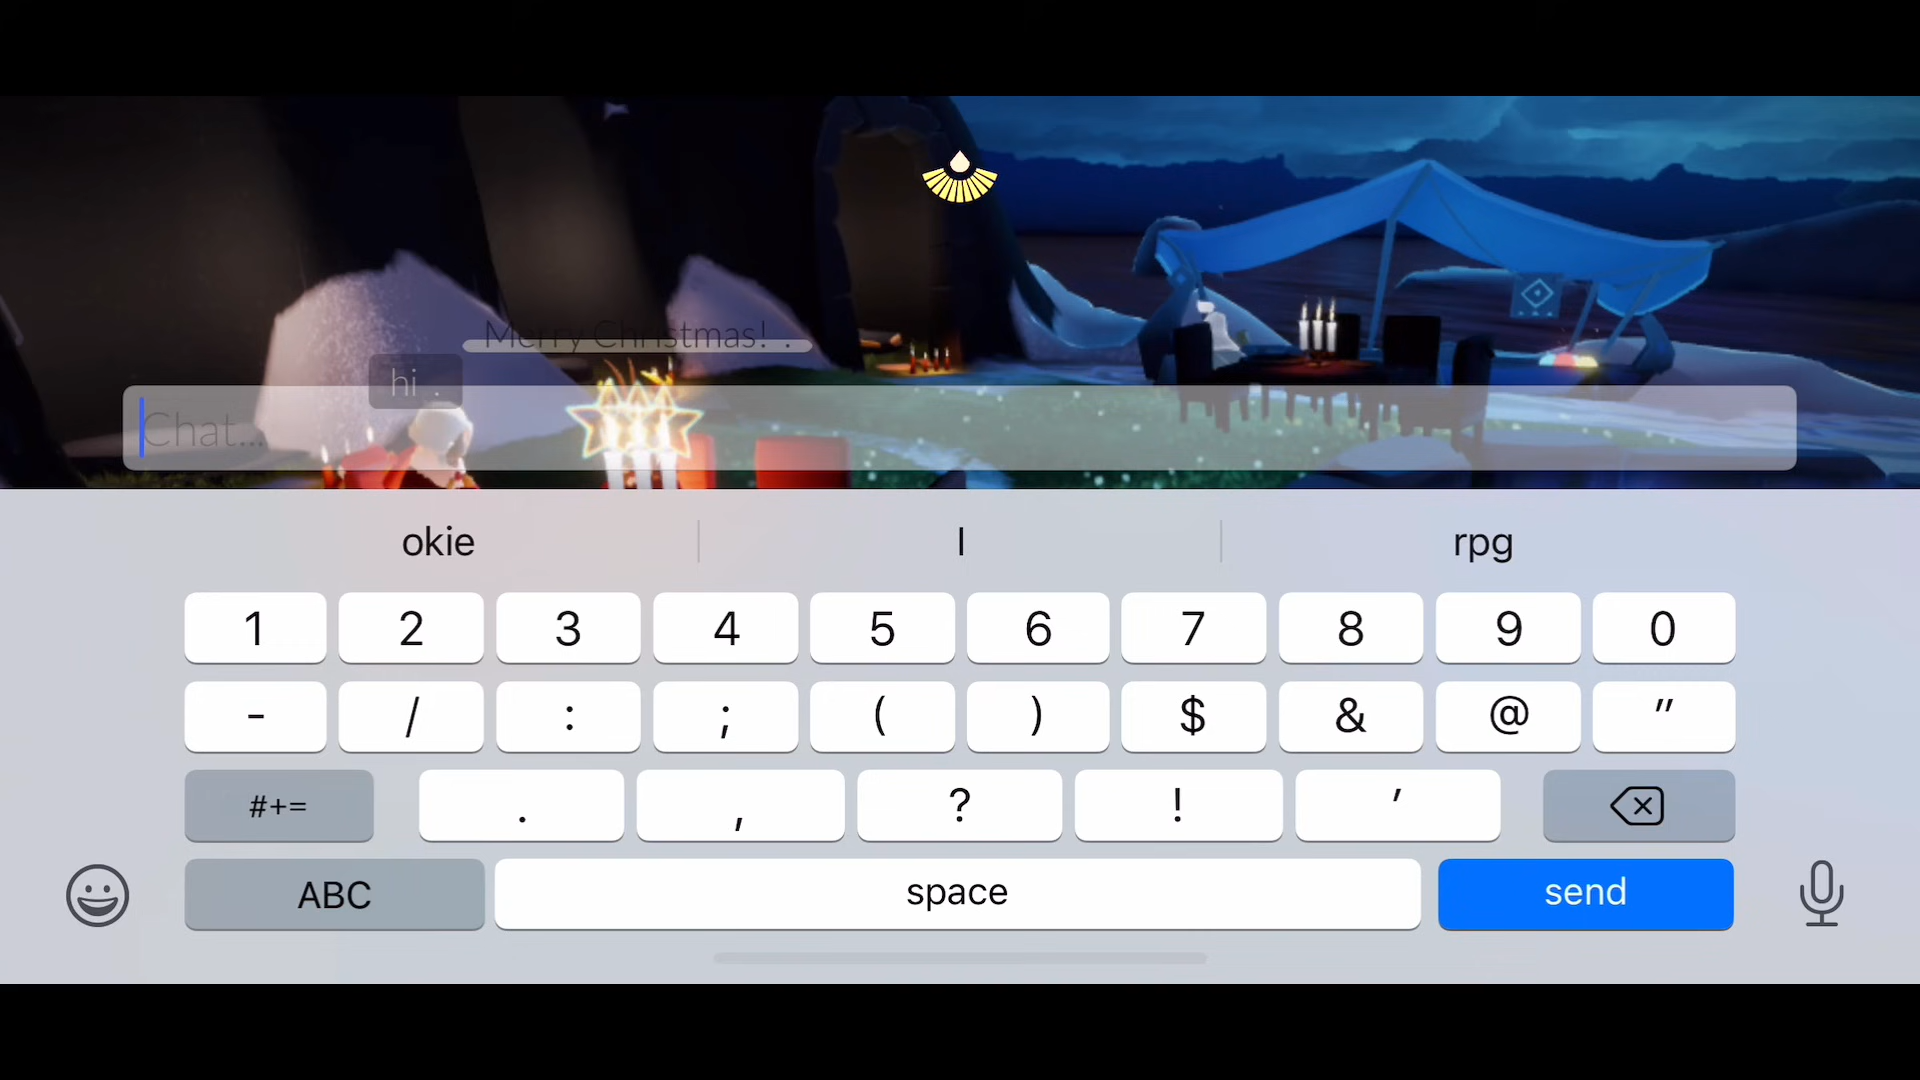 Merry Christmas! .
hi .
Chat...
okie I rpg
1 2 3 4 5 6 7 8 9 0
- / : ; ( ) $ & @ "
#+= . , ? ! '
ABC space send